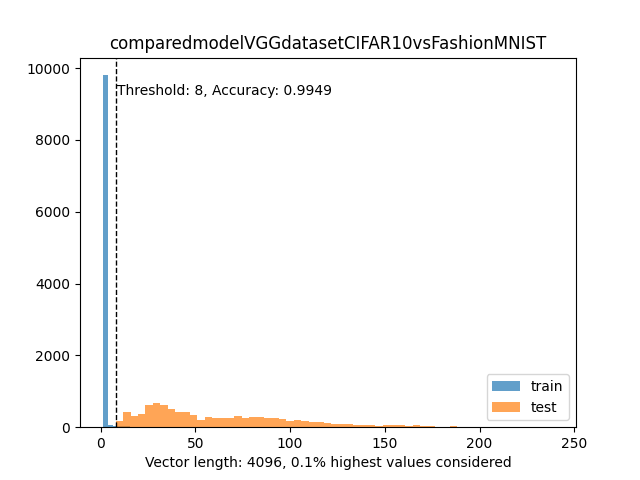 comparedmodelVGGdatasetCIFAR10vsFashionMNIST
10000
8000
6000
4000
2000
0
Threshold: 8, Accuracy: 0.9949
train
test
0 50 100 150 200 250
Vector length: 4096, 0.1% highest values considered